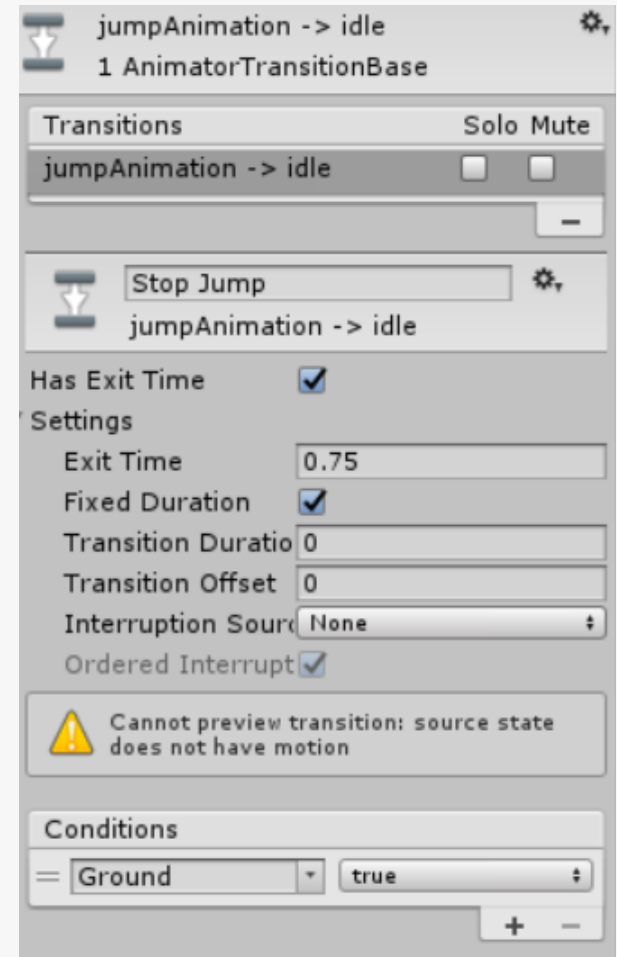 jumpAnimation -> idle
1 AnimatorTransitionBase
Transitions Solo Mute
jumpAnimation -> idle
Stop Jump
jumpAnimation -> idle
Has Exit Time
Settings
Exit Time 0.75
Fixed Duration
Transition Duratio 0
Transition Offset 0
Interruption Sour None
Ordered Interrupt
Cannot preview transition: source state
does not have motion
Conditions
Ground true